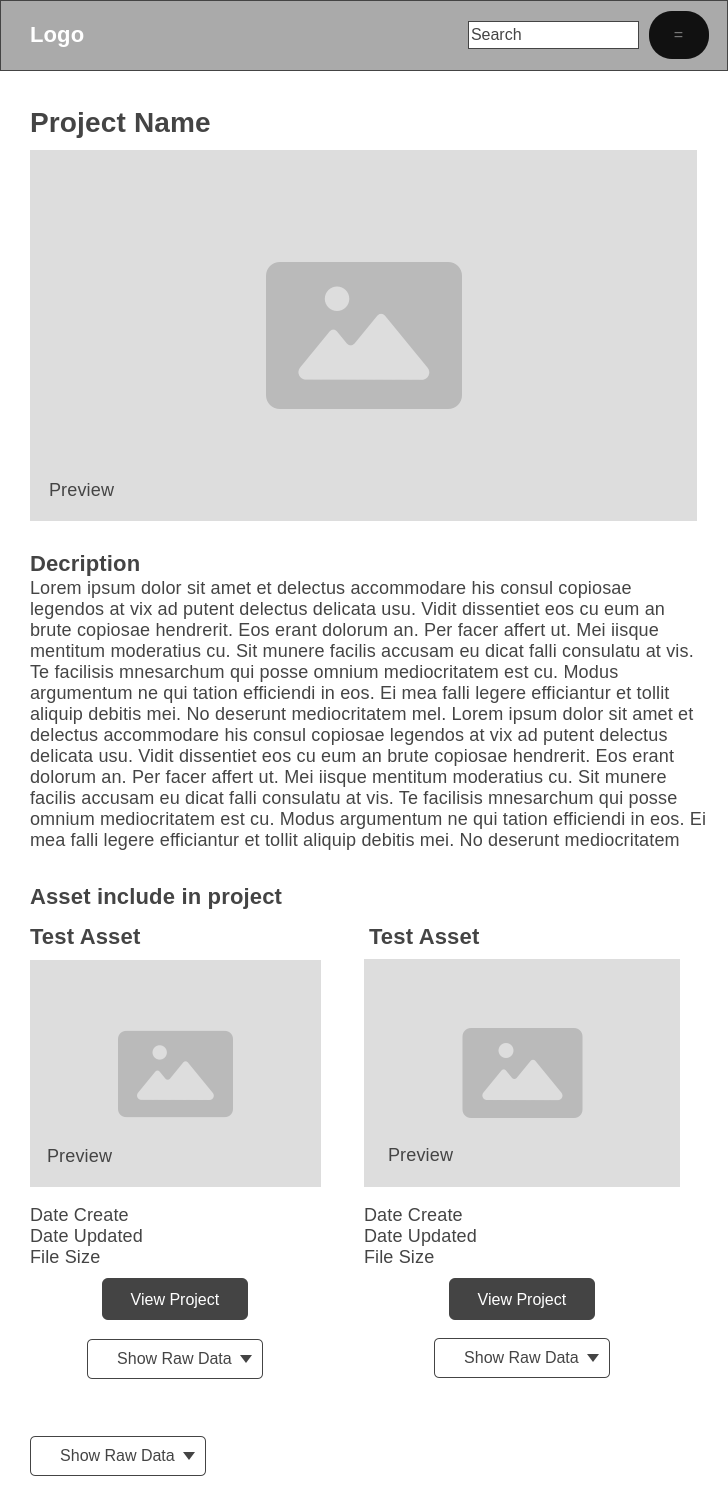 Logo
Search
=
Project Name
Preview
Decription
Lorem ipsum dolor sit amet et delectus accommodare his consul copiosae
legendos at vix ad putent delectus delicata usu. Vidit dissentiet eos cu eum an
brute copiosae hendrerit. Eos erant dolorum an. Per facer affert ut. Mei iisque
mentitum moderatius cu. Sit munere facilis accusam eu dicat falli consulatu at vis.
Te facilisis mnesarchum qui posse omnium mediocritatem est cu. Modus
argumentum ne qui tation efficiendi in eos. Ei mea falli legere efficiantur et tollit
aliquip debitis mei. No deserunt mediocritatem mel. Lorem ipsum dolor sit amet et
delectus accommodare his consul copiosae legendos at vix ad putent delectus
delicata usu. Vidit dissentiet eos cu eum an brute copiosae hendrerit. Eos erant
dolorum an. Per facer affert ut. Mei iisque mentitum moderatius cu. Sit munere
facilis accusam eu dicat falli consulatu at vis. Te facilisis mnesarchum qui posse
omnium mediocritatem est cu. Modus argumentum ne qui tation efficiendi in eos. Ei
mea falli legere efficiantur et tollit aliquip debitis mei. No deserunt mediocritatem
Asset include in project
Test Asset
Preview
Date Create
Date Updated
File Size
View Project
Show Raw Data
Test Asset
Preview
Date Create
Date Updated
File Size
View Project
Show Raw Data
Show Raw Data